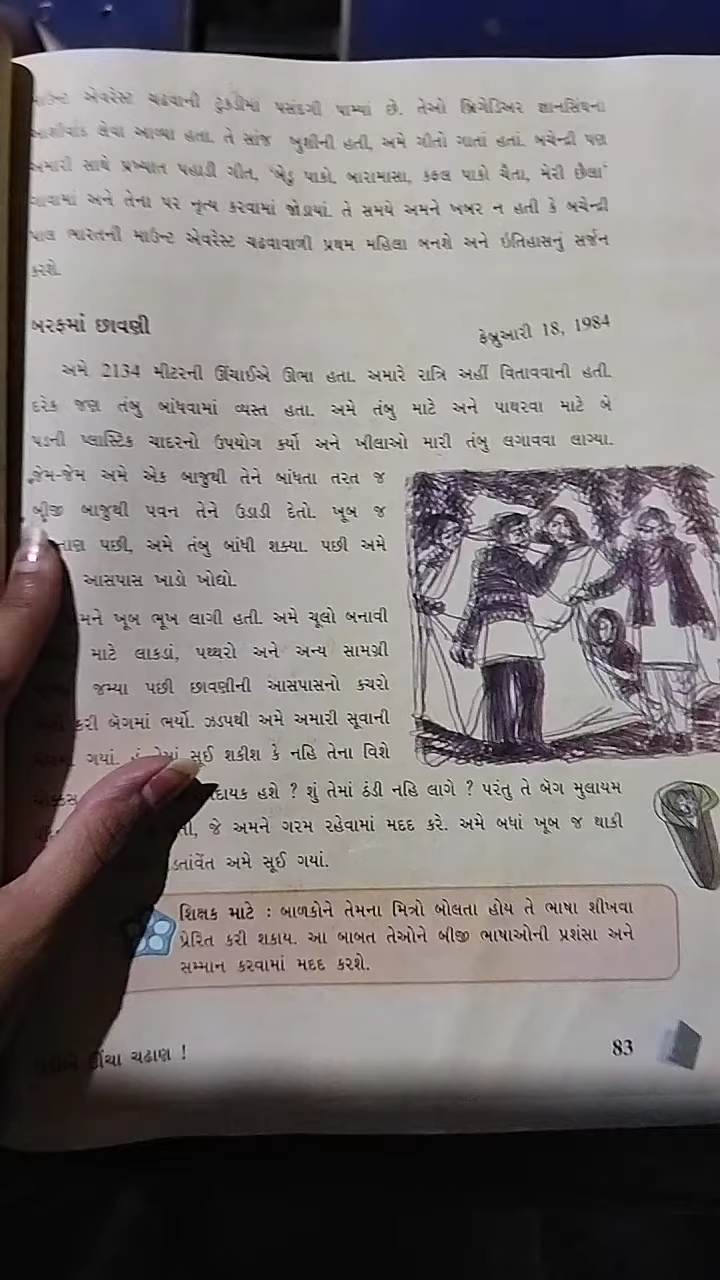 માઉન્ટ એવરેસ્ટ ચઢવાની ટુકડીમાં પસંદગી પામ્યાં છે. તેઓ બ્રિગેડિઅર જ્ઞાનસિંઘના
આશીર્વાદ લેવા આવ્યા હતા. તે સાંજ ખુશીની હતી, અમે ગીતો ગાતાં હતાં. બચેન્દ્રી પણ
અમારી સાથે પ્રખ્યાત પહાડી ગીત, 'બેડુ પાકો, બારામાસા, કફલ પાકો ચૈતા, મેરી છૈલા'
ગાવામાં અને તેના પર નૃત્ય કરવામાં જોડાયાં. તે સમયે અમને ખબર ન હતી કે બચેન્દ્રી
પાલ ભારતની માઉન્ટ એવરેસ્ટ ચઢવાવાળી પ્રથમ મહિલા બનશે અને ઇતિહાસનું સર્જન
કરશે.
બરફમાં છાવણી
ફેબ્રુઆરી 18, 1984
અમે 2134 મીટરની ઊંચાઈએ ઊભા હતા. અમારે રાત્રિ અહીં વિતાવવાની હતી.
દરેક જણ તંબુ બાંધવામાં વ્યસ્ત હતા. અમે તંબુ માટે અને પાથરવા માટે બે
પડની પ્લાસ્ટિક ચાદરનો ઉપયોગ કર્યો અને ખીલાઓ મારી તંબુ લગાવવા લાગ્યા.
જેમ-જેમ અમે એક બાજુથી તેને બાંધતા તરત જ
બીજી બાજુથી પવન તેને ઉડાડી દેતો. ખૂબ જ
પછી, અમે તંબુ બાંધી શક્યા. પછી અમે
આસપાસ ખાડો ખોદ્યો.
ખૂબ ભૂખ લાગી હતી. અમે ચૂલો બનાવી
માટે લાકડાં, પથ્થરો અને અન્ય સામગ્રી
જમ્યા પછી છાવણીની આસપાસનો કચરો
કરી બૅગમાં ભર્યો. ઝડપથી અમે અમારી સૂવાની
ગયાં. સૂઈ શકીશ કે નહિ તેના વિશે
હશે ? શું તેમાં ઠંડી નહિ લાગે ? પરંતુ તે બૅગ મુલાયમ
જે અમને ગરમ રહેવામાં મદદ કરે. અમે બધાં ખૂબ જ થાકી
અમે સૂઈ ગયાં.
શિક્ષક માટે : બાળકોને તેમના મિત્રો બોલતા હોય તે ભાષા શીખવા
પ્રેરિત કરી શકાય. આ બાબત તેઓને બીજી ભાષાઓની પ્રશંસા અને
સમ્માન કરવામાં મદદ કરશે.
ઊંચા ચઢાણ !
83